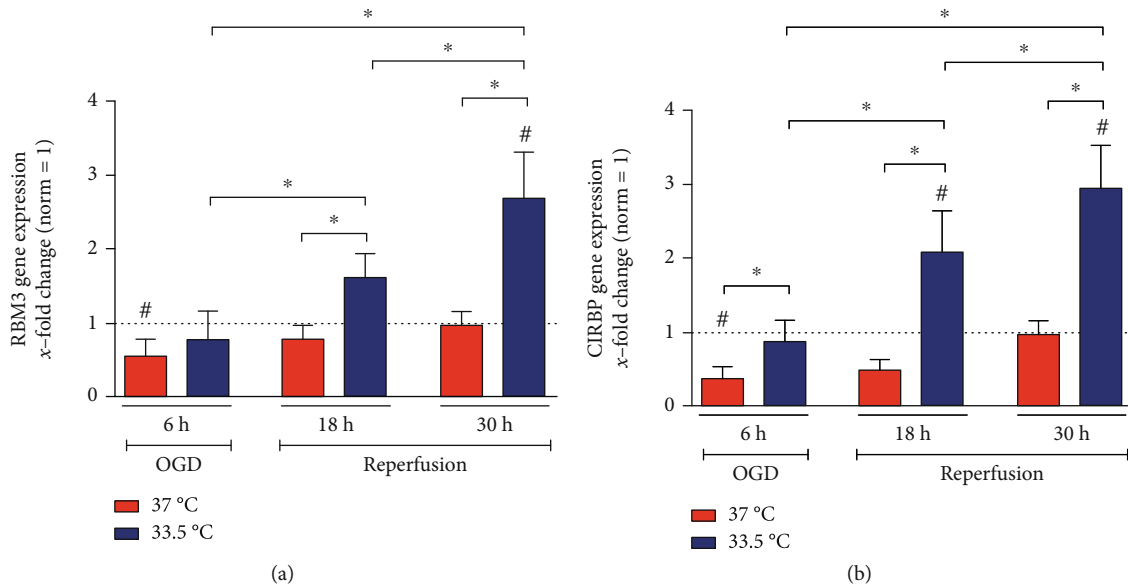 *
*
*
4
#
3
*
*
2
1
#
0
RBM3 gene expression
x–fold change (norm = 1)
6 h
18 h
30 h
OGD
Reperfusion
37 °C
33.5 °C
(a)
*
*
*
4
*
#
*
#
3
2
*
#
1
0
CIRBP gene expression
x–fold change (norm = 1)
6 h
18 h
30 h
OGD
Reperfusion
37 °C
33.5 °C
(b)